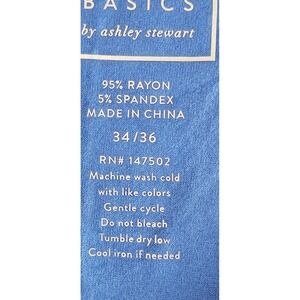 BASICS
by ashley stewart
95% RAYON
5% SPANDEX
MADE IN CHINA
34/36
RN# 147502
Machine wash cold
with like colors
Gentle cycle
Do not bleach
Tumble dry low
Cool iron if needed